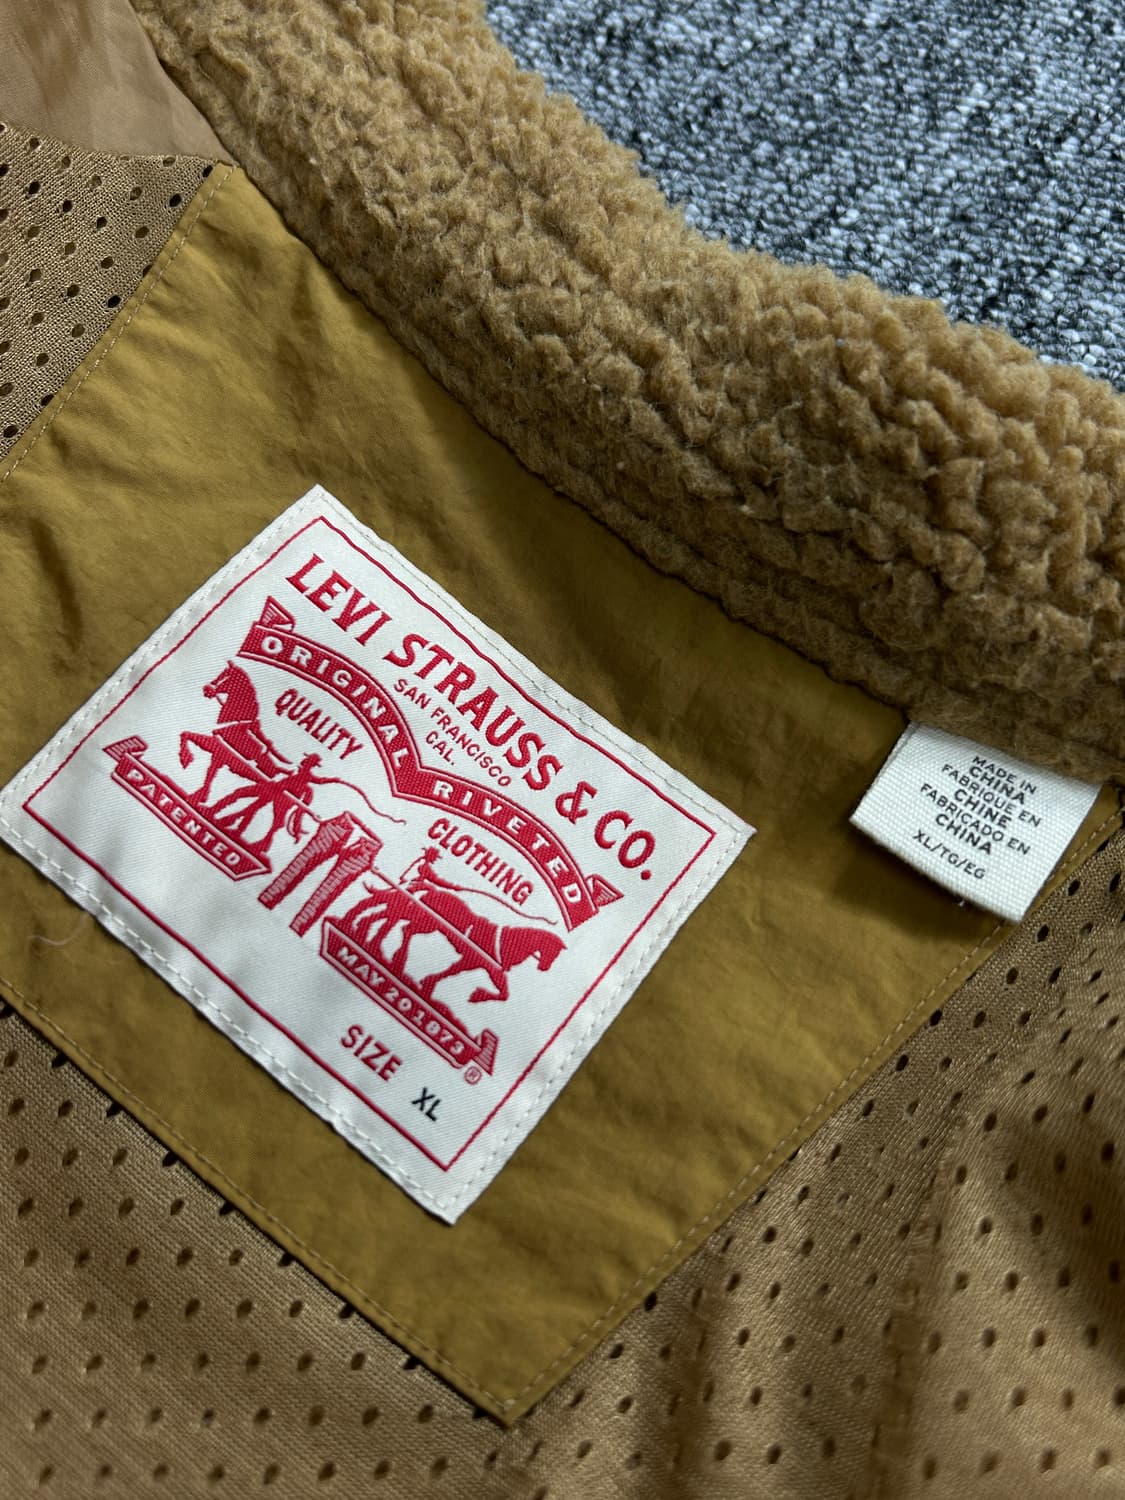 LEVI STRAUSS & CO.
SAN FRANCISCO
CAL.
ORIGINAL RIVETED
QUALITY CLOTHING
PATENTED
MAY 20 1873
®
SIZE XL
MADE IN
CHINA
FABRIQUE EN
CHINE
FABRICADO EN
CHINA
XL/TG/EG